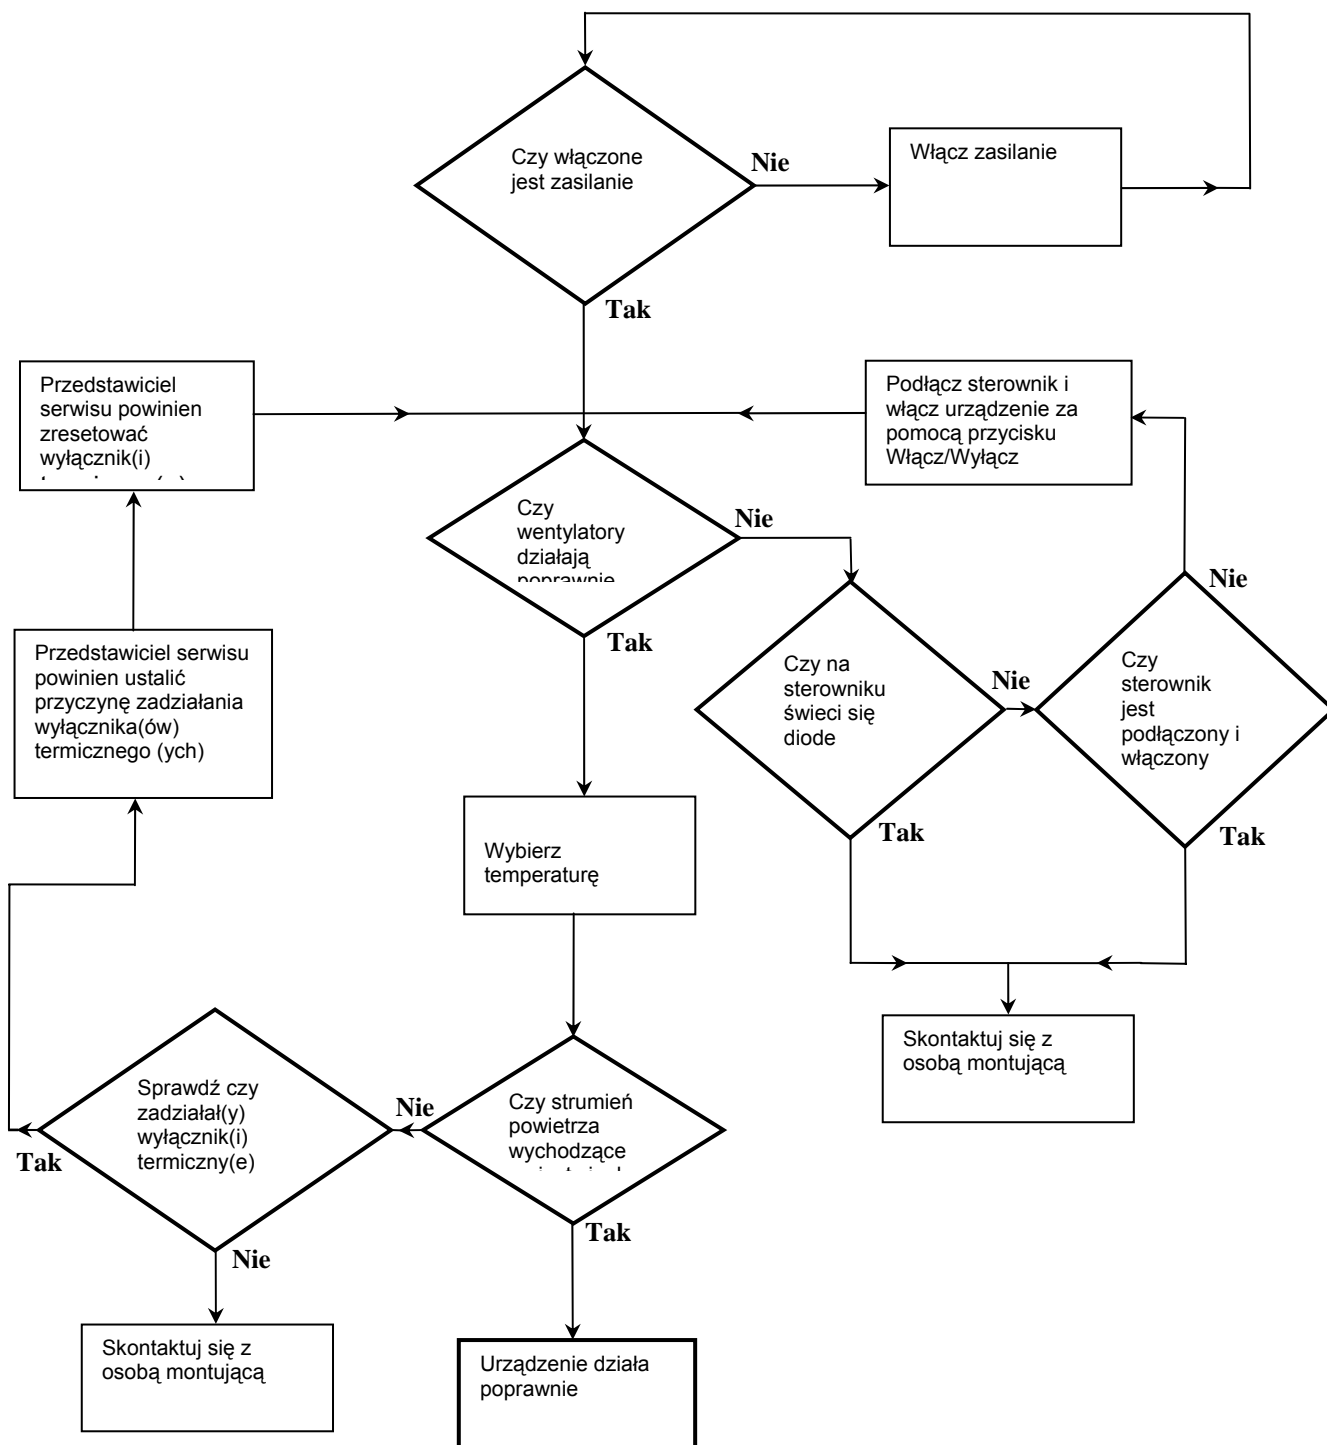 Czy włączone
jest zasilanie
Nie
Włącz zasilanie
Tak
Przedstawiciel
serwisu powinien
zresetować
wyłącznik(i)
Podłącz sterownik i
włącz urządzenie za
pomocą przycisku
Włącz/Wyłącz
Czy
wentylatory
działają
poprawnie
Nie
Tak
Przedstawiciel serwisu
powinien ustalić
przyczynę zadziałania
wyłącznika(ów)
termicznego (ych)
Czy na
sterowniku
świeci się
diode
Nie
Tak
Czy
sterownik
jest
podłączony i
włączony
Nie
Tak
Wybierz
temperaturę
Skontaktuj się z
osobą montującą
Sprawdź czy
zadziałał(y)
wyłącznik(i)
termiczny(e)
Tak
Nie
Czy strumień
powietrza
wychodzące
Nie
Tak
Skontaktuj się z
osobą montującą
Urządzenie działa
poprawnie